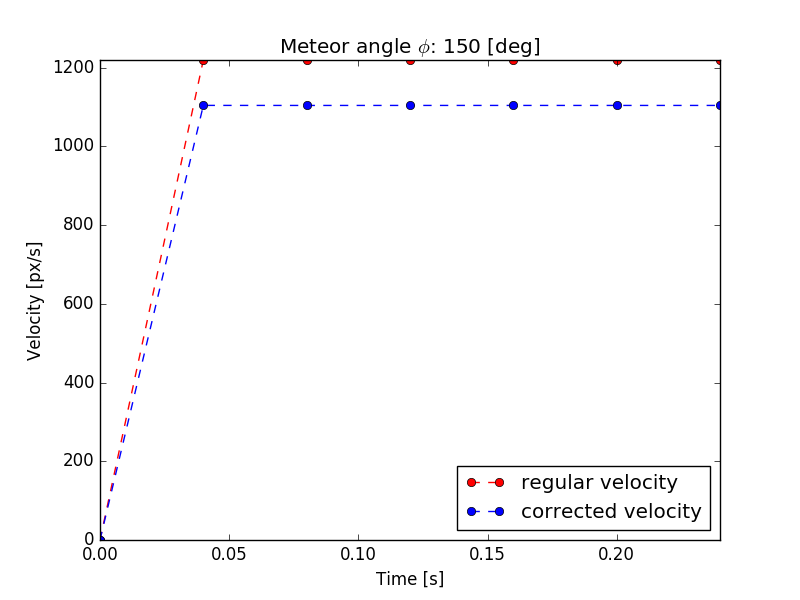 Meteor angle ϕ: 150 [deg]
Velocity [px/s]
1200
1000
800
600
400
200
0
regular velocity
corrected velocity
0.00 0.05 0.10 0.15 0.20
Time [s]